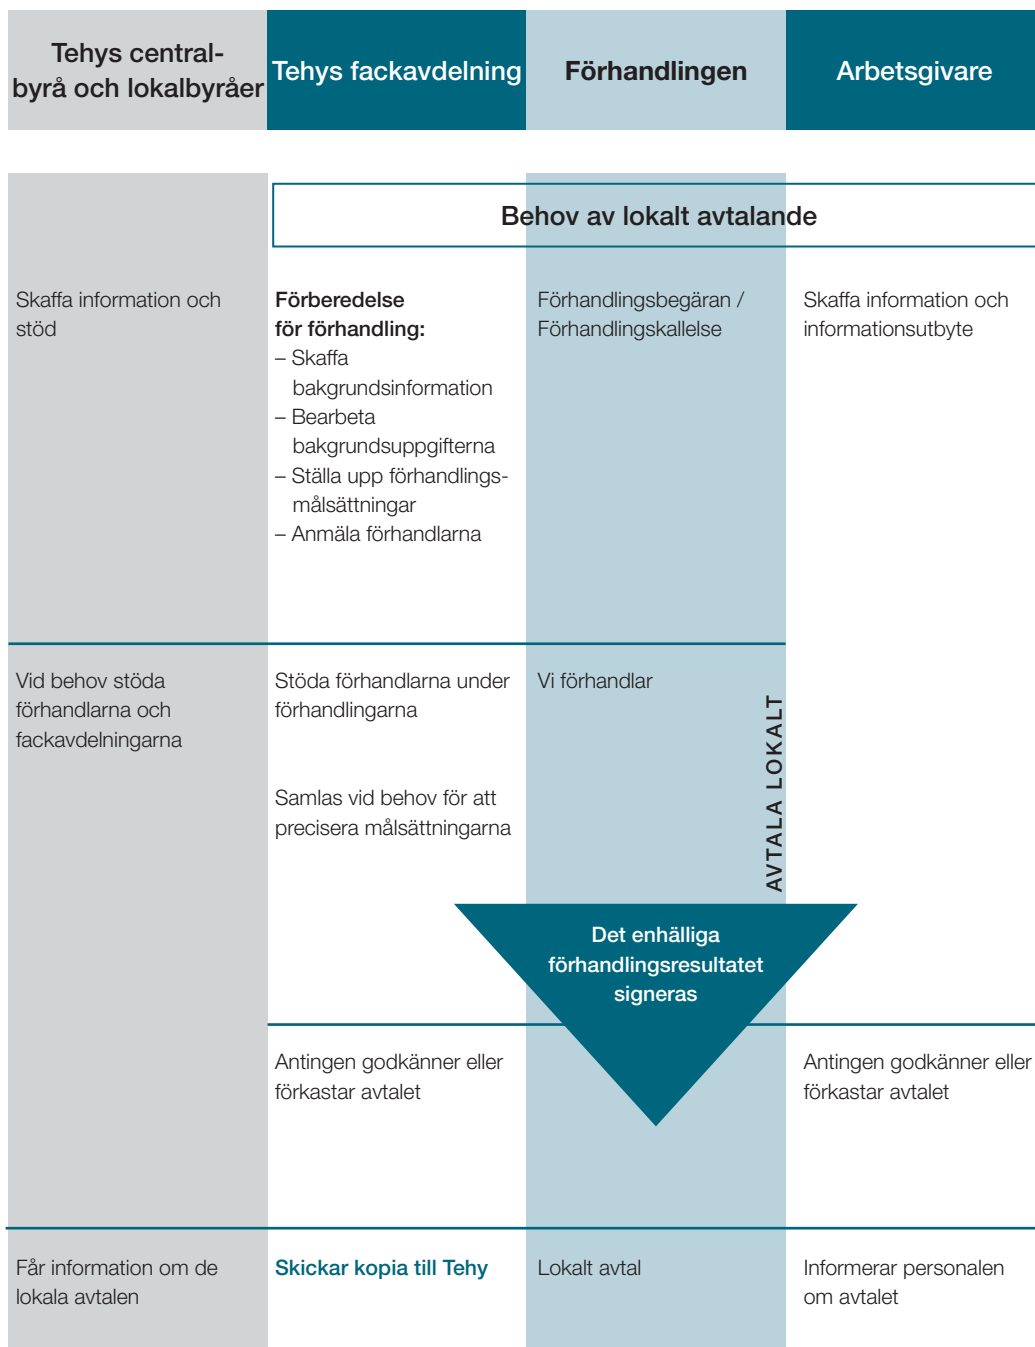 Tehys central-
byrå och lokalbyråer
Tehys fackavdelning
Förhandlingen
Arbetsgivare
Behov av lokalt avtalande
Skaffa information och
stöd
Förberedelse
för förhandling:
– Skaffa
bakgrundsinformation
– Bearbeta
bakgrundsuppgifterna
– Ställa upp förhandlings-
målsättningar
– Anmäla förhandlarna
Förhandlingsbegäran /
Förhandlingskallelse
Skaffa information och
informationsutbyte
Vid behov stöda
förhandlarna och
fackavdelningarna
Stöda förhandlarna under
förhandlingarna
Samlas vid behov för att
precisera målsättningarna
Vi förhandlar
AVTALA LOKALT
Det enhälliga
förhandlingsresultatet
signeras
Antingen godkänner eller
förkastar avtalet
Antingen godkänner eller
förkastar avtalet
Får information om de
lokala avtalen
Skickar kopia till Tehy
Lokalt avtal
Informerar personalen
om avtalet